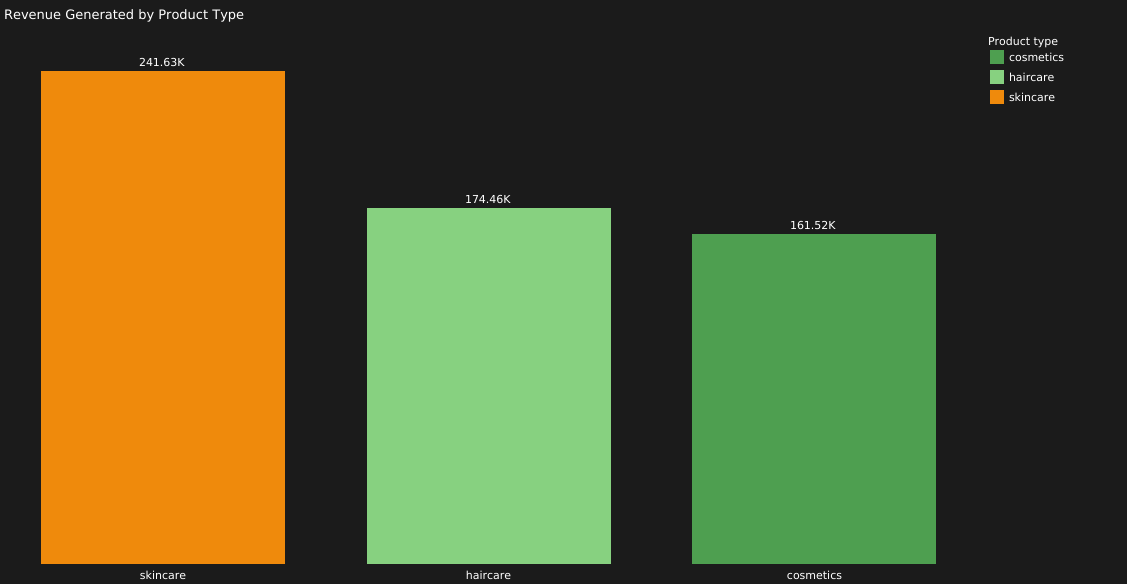 Revenue Generated by Product Type
Product type
cosmetics
haircare
skincare
241.63K
174.46K
161.52K
skincare
haircare
cosmetics